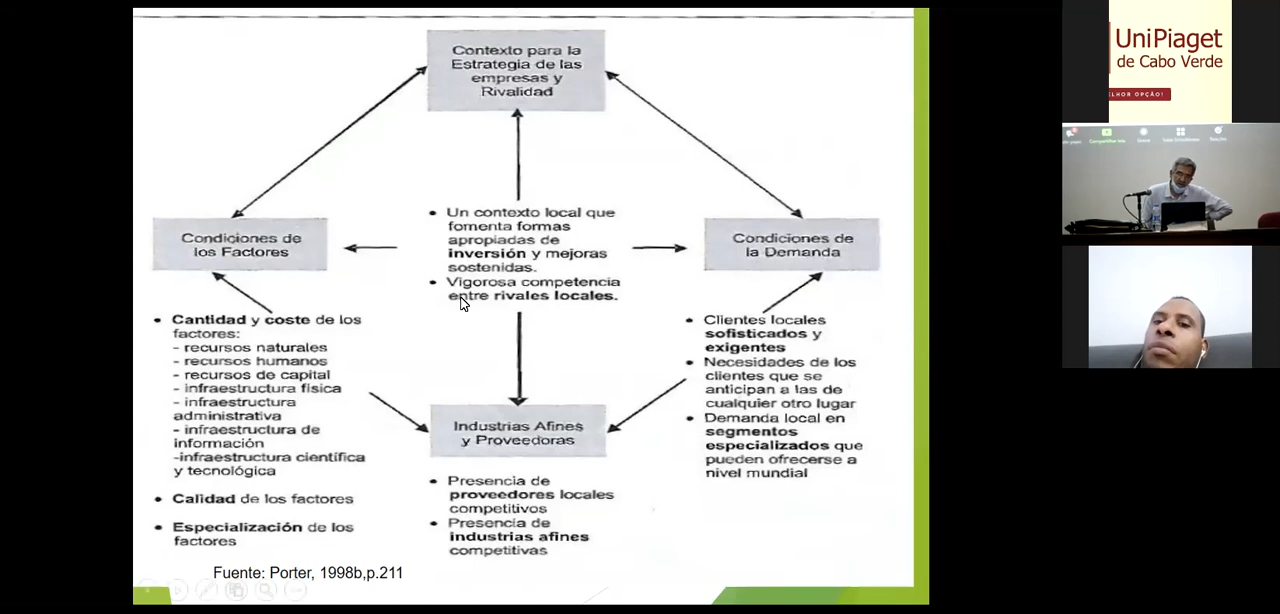 Contexto para la
Estrategia de las
empresas y
Rivalidad
Condiciones de
los Factores
• Un contexto local que
fomenta formas
apropiadas de
inversión y mejoras
sostenidas.
• Vigorosa competencia
entre rivales locales.
Condiciones de
la Demanda
• Cantidad y coste de los
factores:
- recursos naturales
- recursos humanos
- recursos de capital
- infraestructura física
- infraestructura
administrativa
- infraestructura de
información
-infraestructura científica
y tecnológica
• Calidad de los factores
• Especialización de los
factores
Industrias Afines
y Proveedoras
• Presencia de
proveedores locales
competitivos
• Presencia de
industrias afines
competitivas
• Clientes locales
sofisticados y
exigentes
• Necesidades de los
clientes que se
anticipan a las de
cualquier otro lugar
• Demanda local en
segmentos
especializados que
pueden ofrecerse a
nivel mundial
Fuente: Porter, 1998b,p.211
UniPiaget
de Cabo Verde
OPÇÃO!